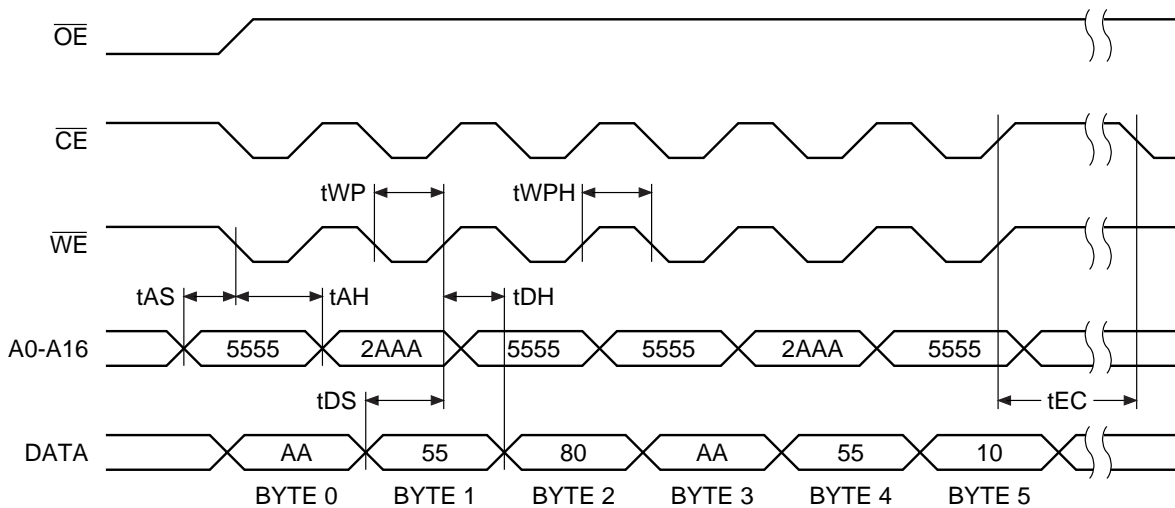 OE
CE
tWP tWPH
WE
tAS tAH tDH
A0-A16 5555 2AAA 5555 5555 2AAA 5555
tDS tEC
DATA AA 55 80 AA 55 10
BYTE 0 BYTE 1 BYTE 2 BYTE 3 BYTE 4 BYTE 5